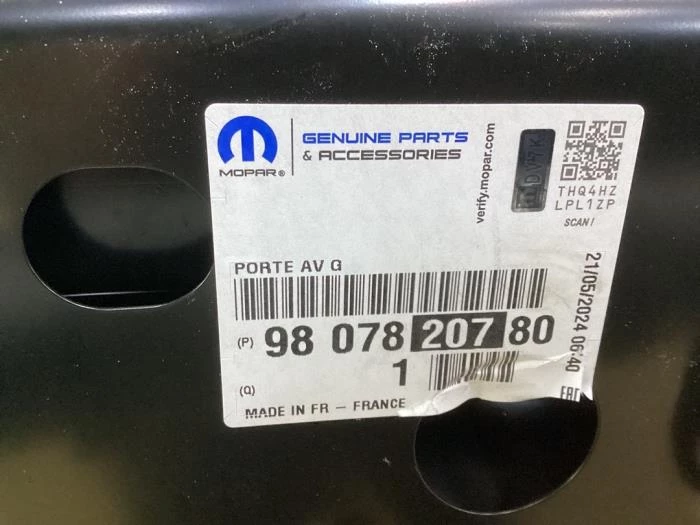 MOPAR®
GENUINE PARTS
& ACCESSORIES
verify.mopar.com
THQ4HZ
LPL1ZP
SCAN!
PORTE AV G
21/05/2024 06:40
(P) 98 078 207 80
(Q) 1
MADE IN FR – FRANCE
EAC